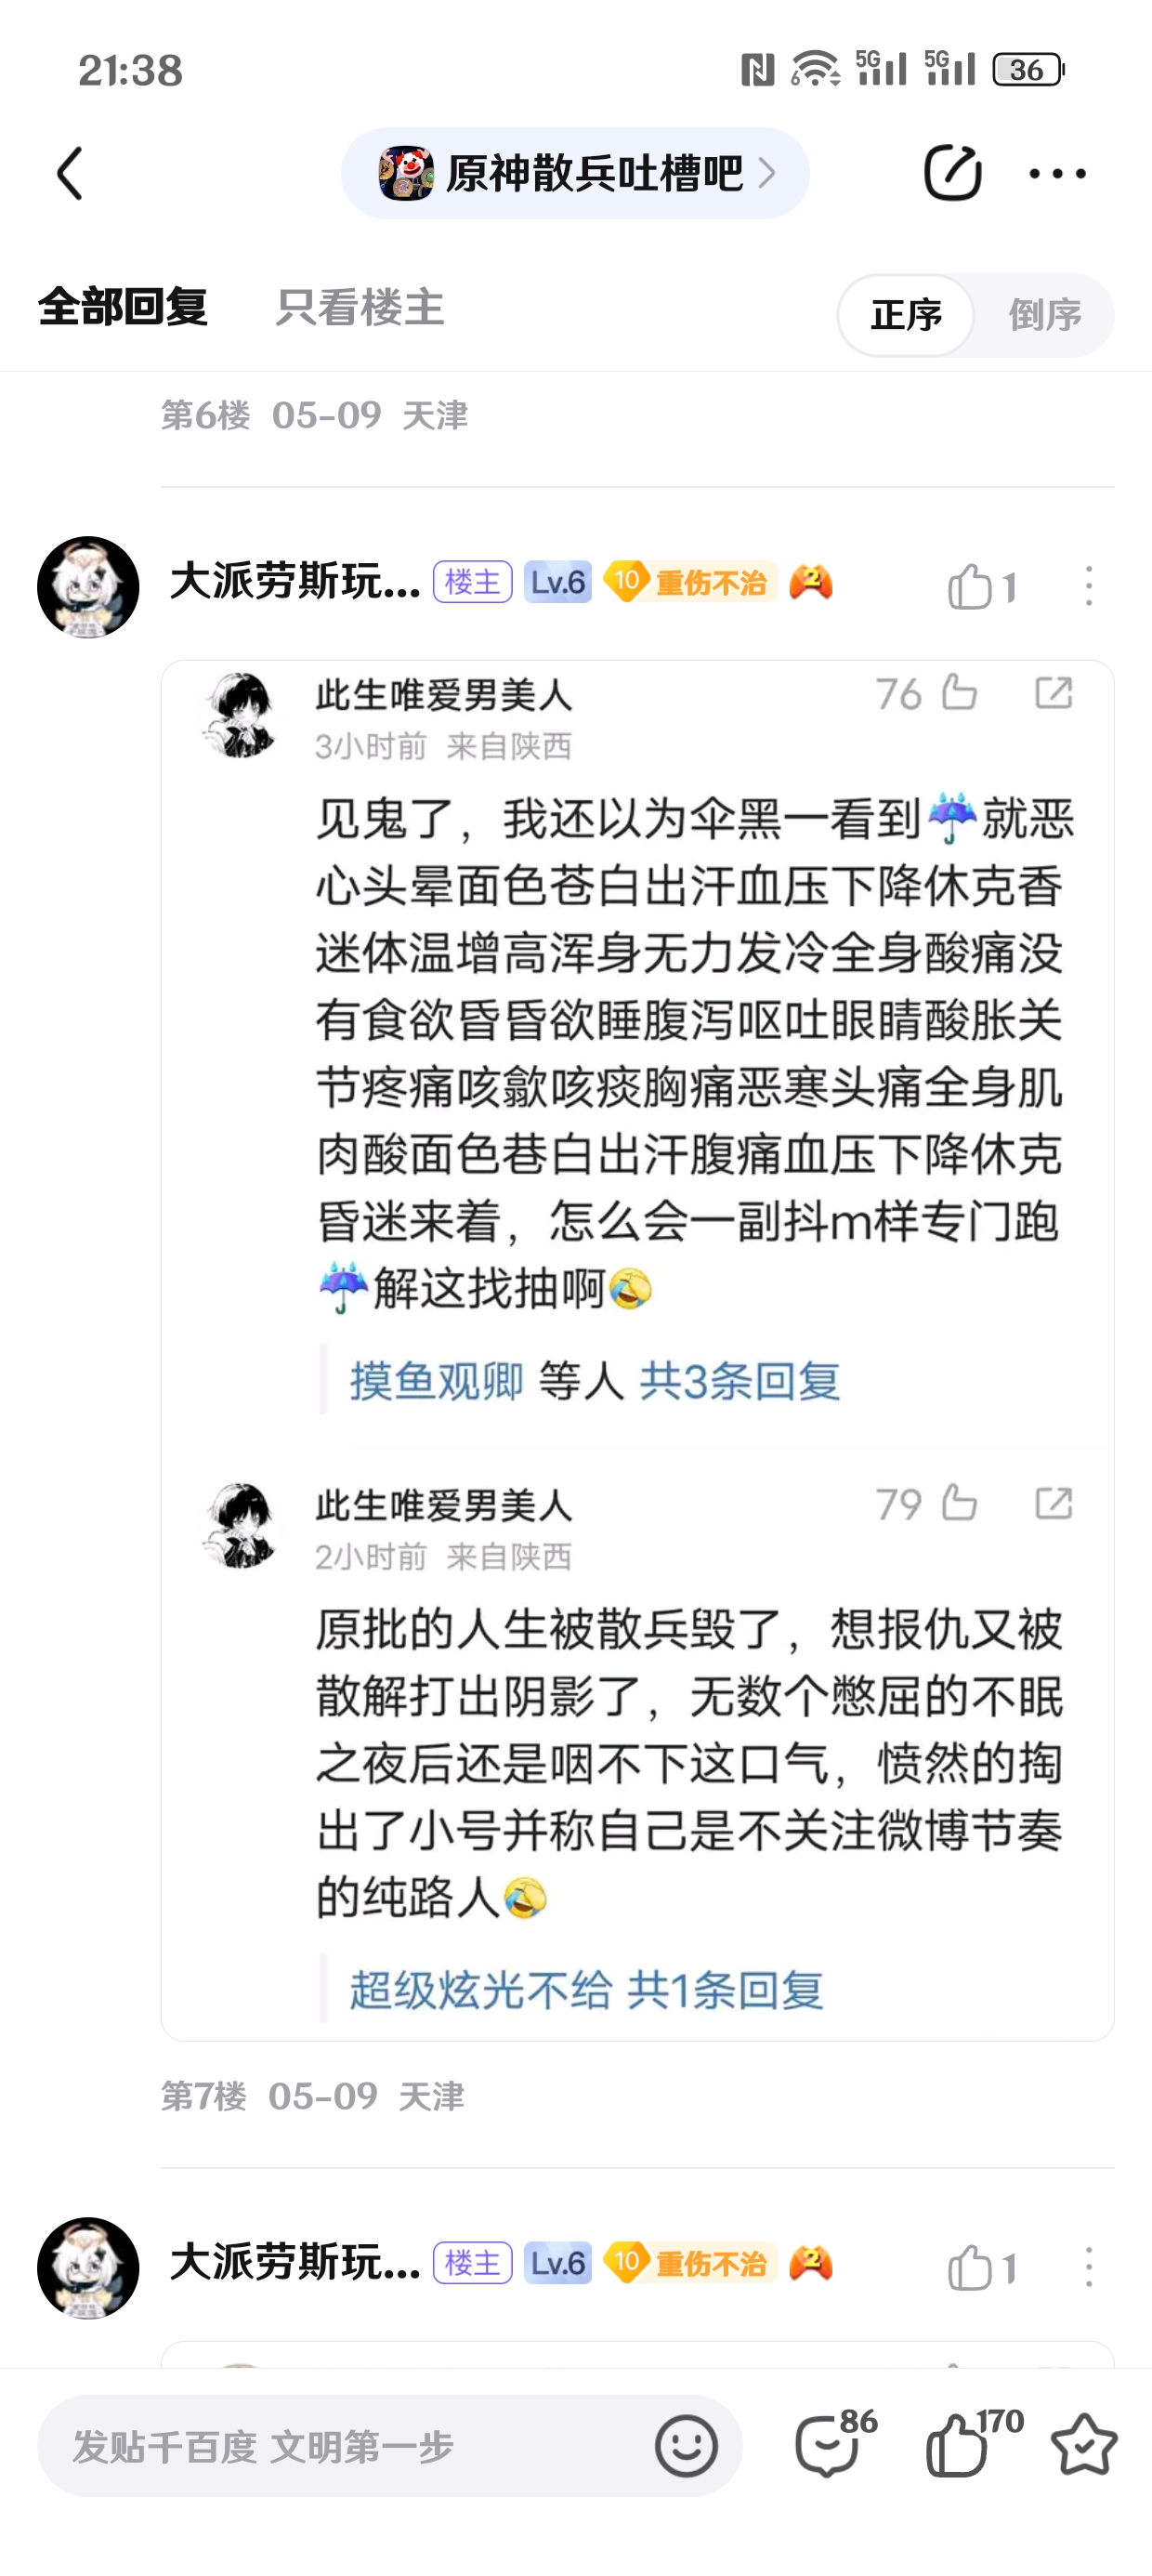 21:38
5G 5G 36
原神散兵吐槽吧
全部回复 只看楼主 正序 倒序
第6楼 05-09 天津
大派劳斯玩... 楼主 Lv.6 10 重伤不治 2 1
此生唯爱男美人 76
3小时前 来自陕西
见鬼了，我还以为伞黑一看到☔就恶
心头晕面色苍白出汗血压下降休克香
迷体温增高浑身无力发冷全身酸痛没
有食欲昏昏欲睡腹泻呕吐眼睛酸胀关
节疼痛咳歙咳痰胸痛恶寒头痛全身肌
肉酸面色巷白出汗腹痛血压下降休克
昏迷来着，怎么会一副抖m样专门跑
☔解这找抽啊🤣
摸鱼观卿 等人 共3条回复
此生唯爱男美人 79
2小时前 来自陕西
原批的人生被散兵毁了，想报仇又被
散解打出阴影了，无数个憋屈的不眠
之夜后还是咽不下这口气，愤然的掏
出了小号并称自己是不关注微博节奏
的纯路人🤣
超级炫光不给 共1条回复
第7楼 05-09 天津
大派劳斯玩... 楼主 Lv.6 10 重伤不治 2 1
发贴千百度 文明第一步 86 170